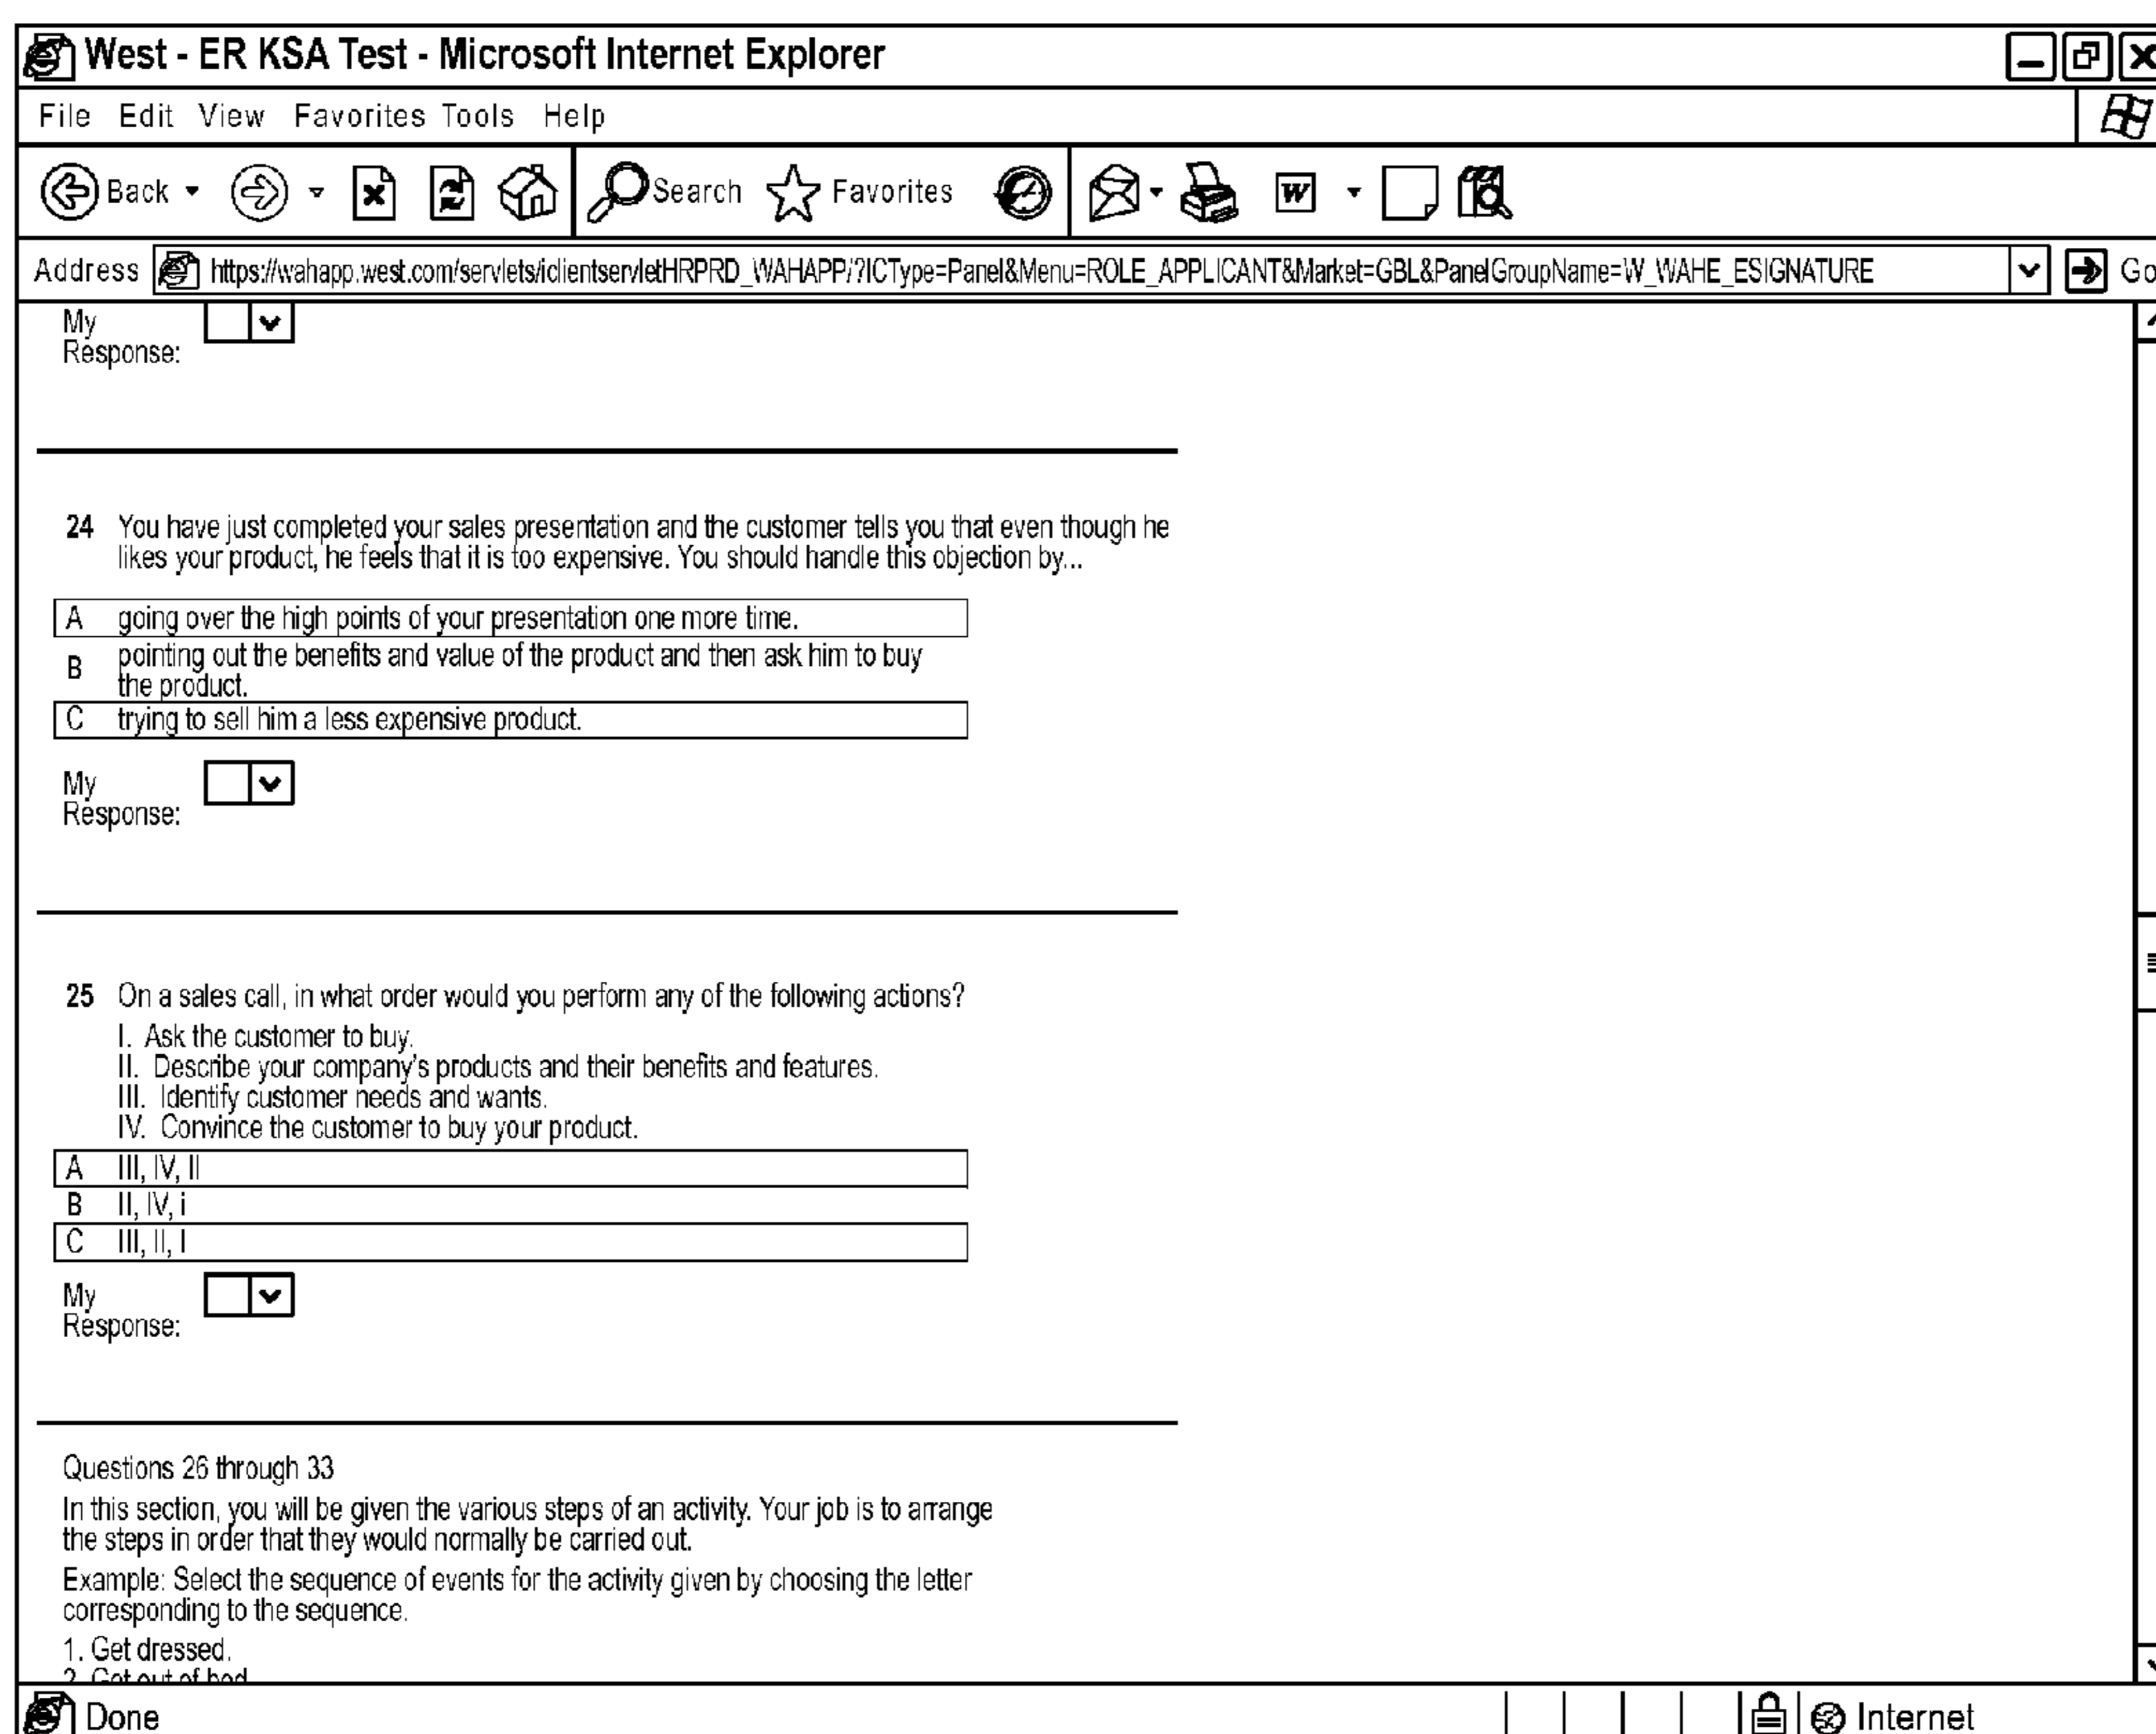 West - ER KSA Test - Microsoft Internet Explorer
File Edit View Favorites Tools Help
Back Search Favorites W
Address https://wahapp.west.com/servlets/iclientservletHRPRD_WAHAPP/?ICType=Panel&Menu=ROLE_APPLICANT&Market=GBL&PanelGroupName=W_WAHE_ESIGNATURE Go
My
Response:
24 You have just completed your sales presentation and the customer tells you that even though he
likes your product, he feels that it is too expensive. You should handle this objection by...
A going over the high points of your presentation one more time.
B pointing out the benefits and value of the product and then ask him to buy
the product.
C trying to sell him a less expensive product.
My
Response:
25 On a sales call, in what order would you perform any of the following actions?
I. Ask the customer to buy.
II. Describe your company's products and their benefits and features.
III. Identify customer needs and wants.
IV. Convince the customer to buy your product.
A III, IV, II
B II, IV, i
C III, II, I
My
Response:
Questions 26 through 33
In this section, you will be given the various steps of an activity. Your job is to arrange
the steps in order that they would normally be carried out.
Example: Select the sequence of events for the activity given by choosing the letter
corresponding to the sequence.
1. Get dressed.
2. Get out of bed
Done Internet